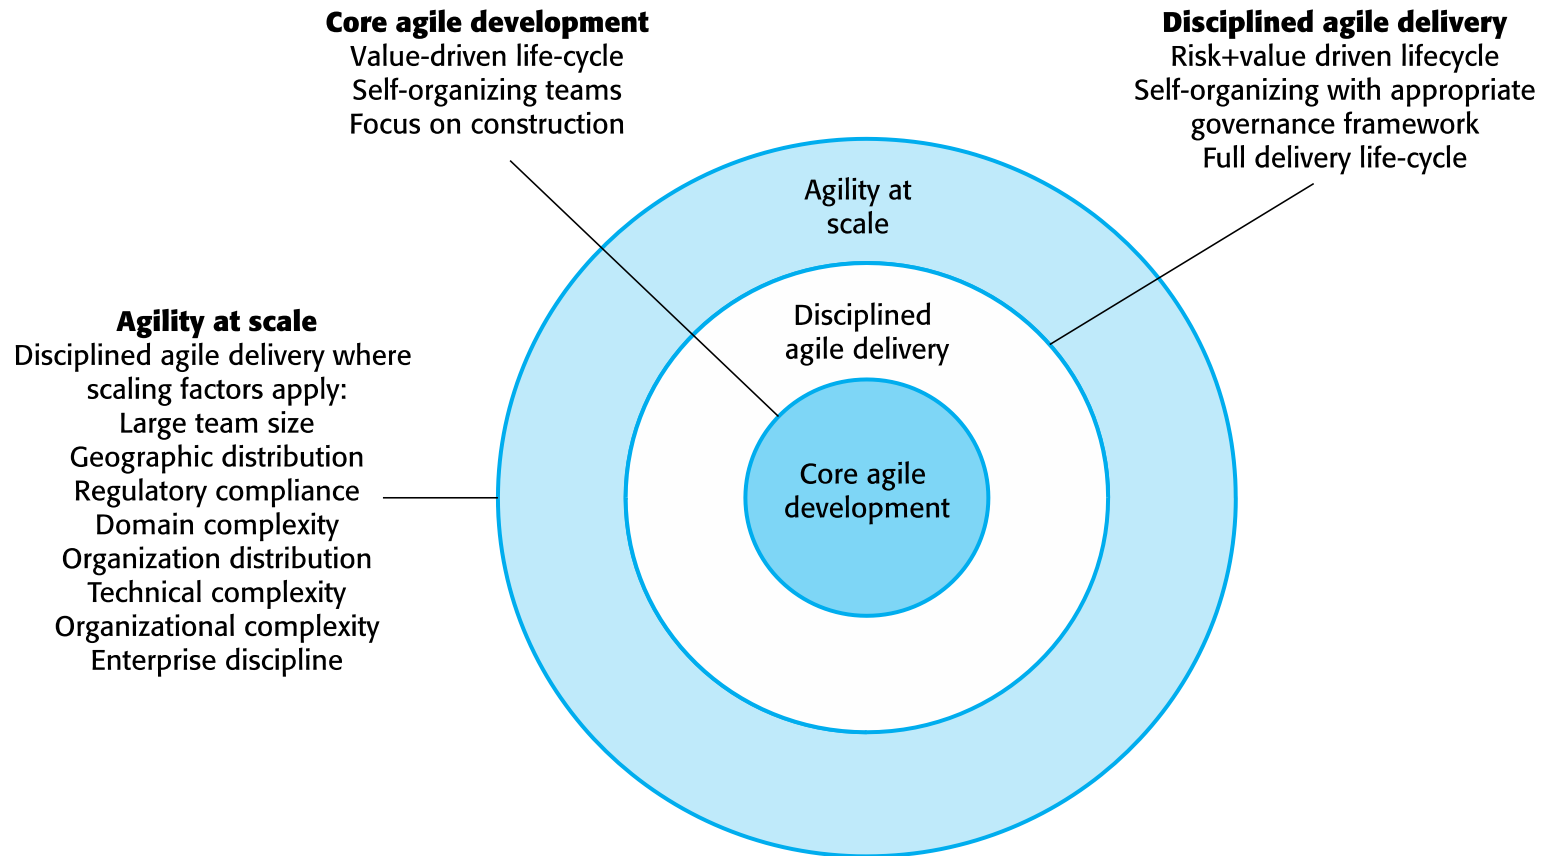 Core agile development
Value-driven life-cycle
Self-organizing teams
Focus on construction
Disciplined agile delivery
Risk+value driven lifecycle
Self-organizing with appropriate
governance framework
Full delivery life-cycle
Agility at scale
Disciplined agile delivery where
scaling factors apply:
Large team size
Geographic distribution
Regulatory compliance
Domain complexity
Organization distribution
Technical complexity
Organizational complexity
Enterprise discipline
Agility at
scale
Disciplined
agile delivery
Core agile
development